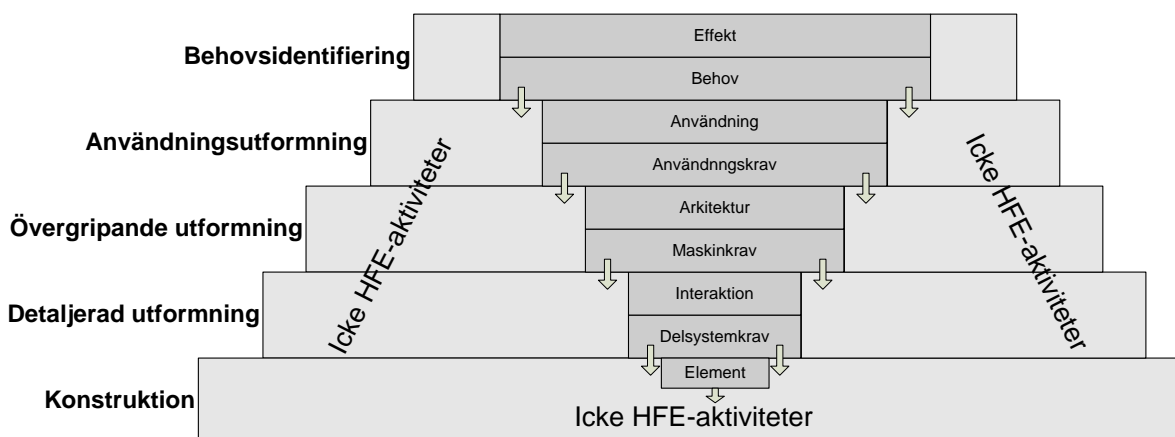 Behovsidentifiering
Effekt
Behov
Användningsutformning
Användning
Användnngskrav
Övergripande utformning
Arkitektur
Maskinkrav
Detaljerad utformning
Interaktion
Delsystemkrav
Icke HFE-aktiviteter
Icke HFE-aktiviteter
Konstruktion
Element
Icke HFE-aktiviteter